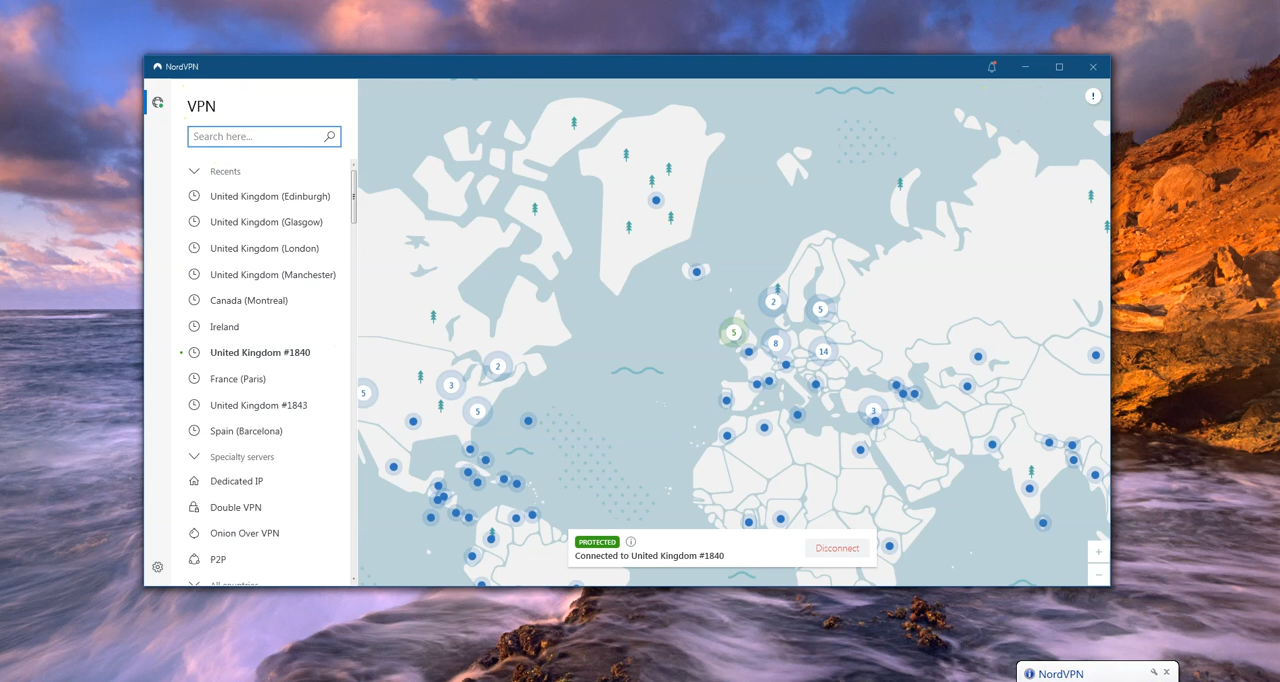 NordVPN
VPN
Search here...
Recents
United Kingdom (Edinburgh)
United Kingdom (Glasgow)
United Kingdom (London)
United Kingdom (Manchester)
Canada (Montreal)
Ireland
United Kingdom #1840
France (Paris)
United Kingdom #1843
Spain (Barcelona)
Specialty servers
Dedicated IP
Double VPN
Onion Over VPN
P2P
All countries
!
2
5
5
8
14
2
3
5
5
3
PROTECTED
Connected to United Kingdom #1840
Disconnect
+
−
NordVPN